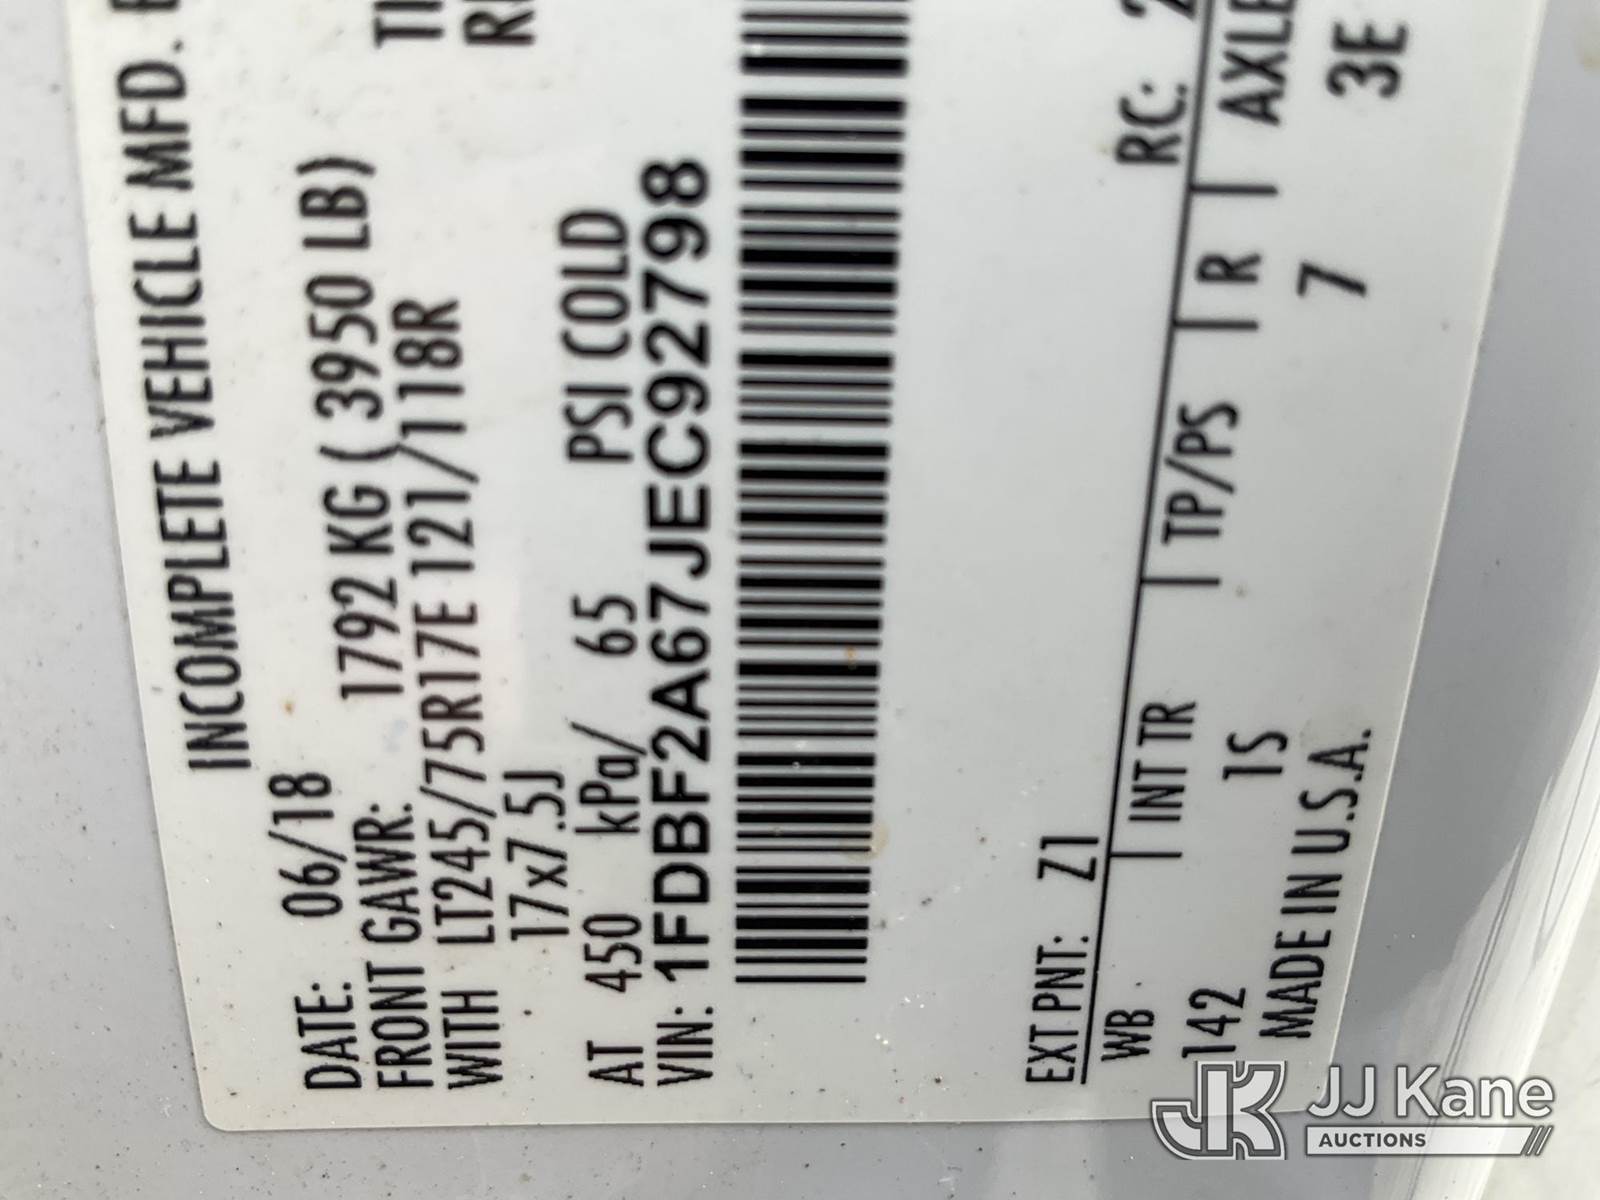 INCOMPLETE VEHICLE MFD.
DATE: 06/18
FRONT GAWR: 1792 KG ( 3950 LB)
WITH LT245/75R17E 121/118R
17x7.5J
AT 450 kPa/ 65 PSI COLD
VIN: 1FDBF2A67JEC92798
EXT PNT: Z1 RC:
WB | INT TR | TP/PS | R | AXLE
142 1S 7 3E
MADE IN U.S.A.
JK JJ Kane
AUCTIONS